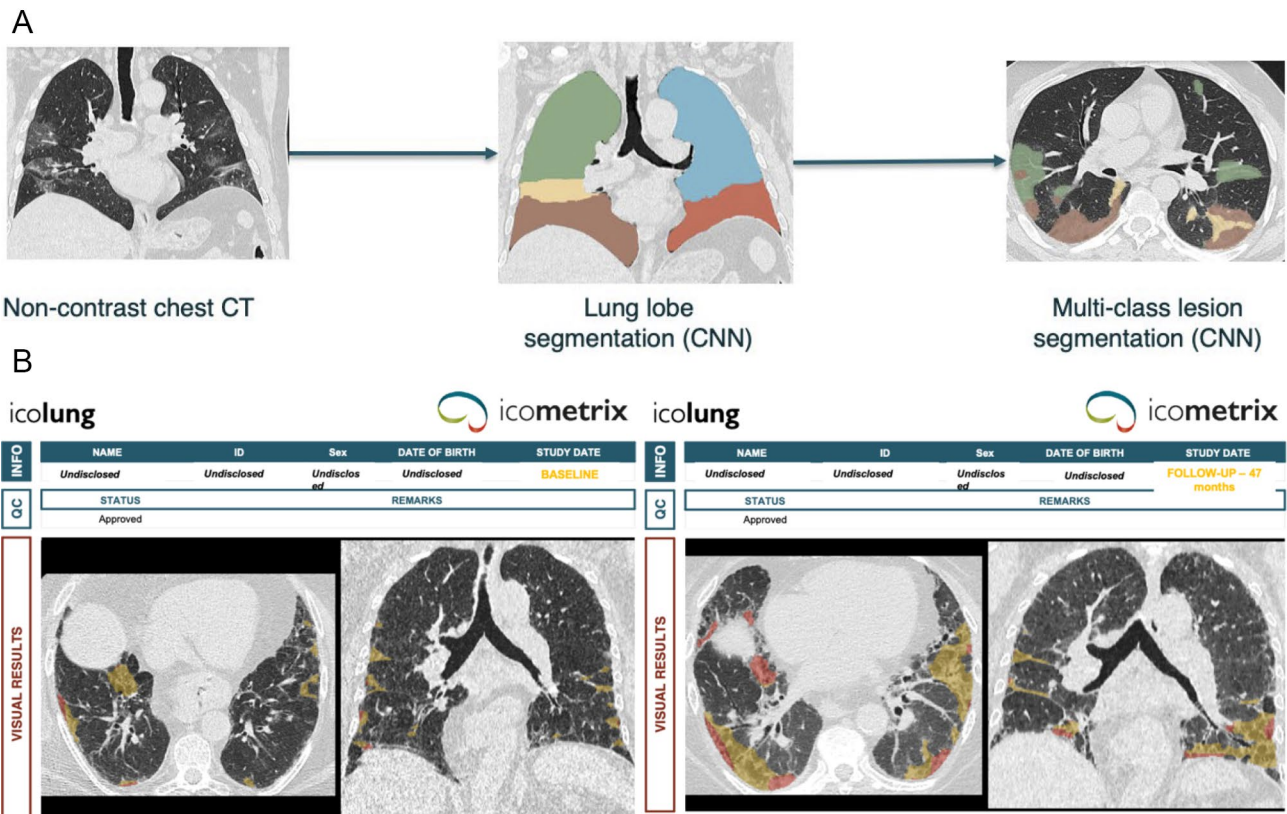 A
Non-contrast chest CT
Lung lobe
segmentation (CNN)
Multi-class lesion
segmentation (CNN)
B
icolung
icometrix
INFO
NAME ID Sex DATE OF BIRTH STUDY DATE
Undisclosed Undisclosed Undisclos
ed Undisclosed BASELINE
QC
STATUS REMARKS
Approved
VISUAL RESULTS
icolung
icometrix
INFO
NAME ID Sex DATE OF BIRTH STUDY DATE
Undisclosed Undisclosed Undisclos
ed Undisclosed FOLLOW-UP – 47
months
QC
STATUS REMARKS
Approved
VISUAL RESULTS